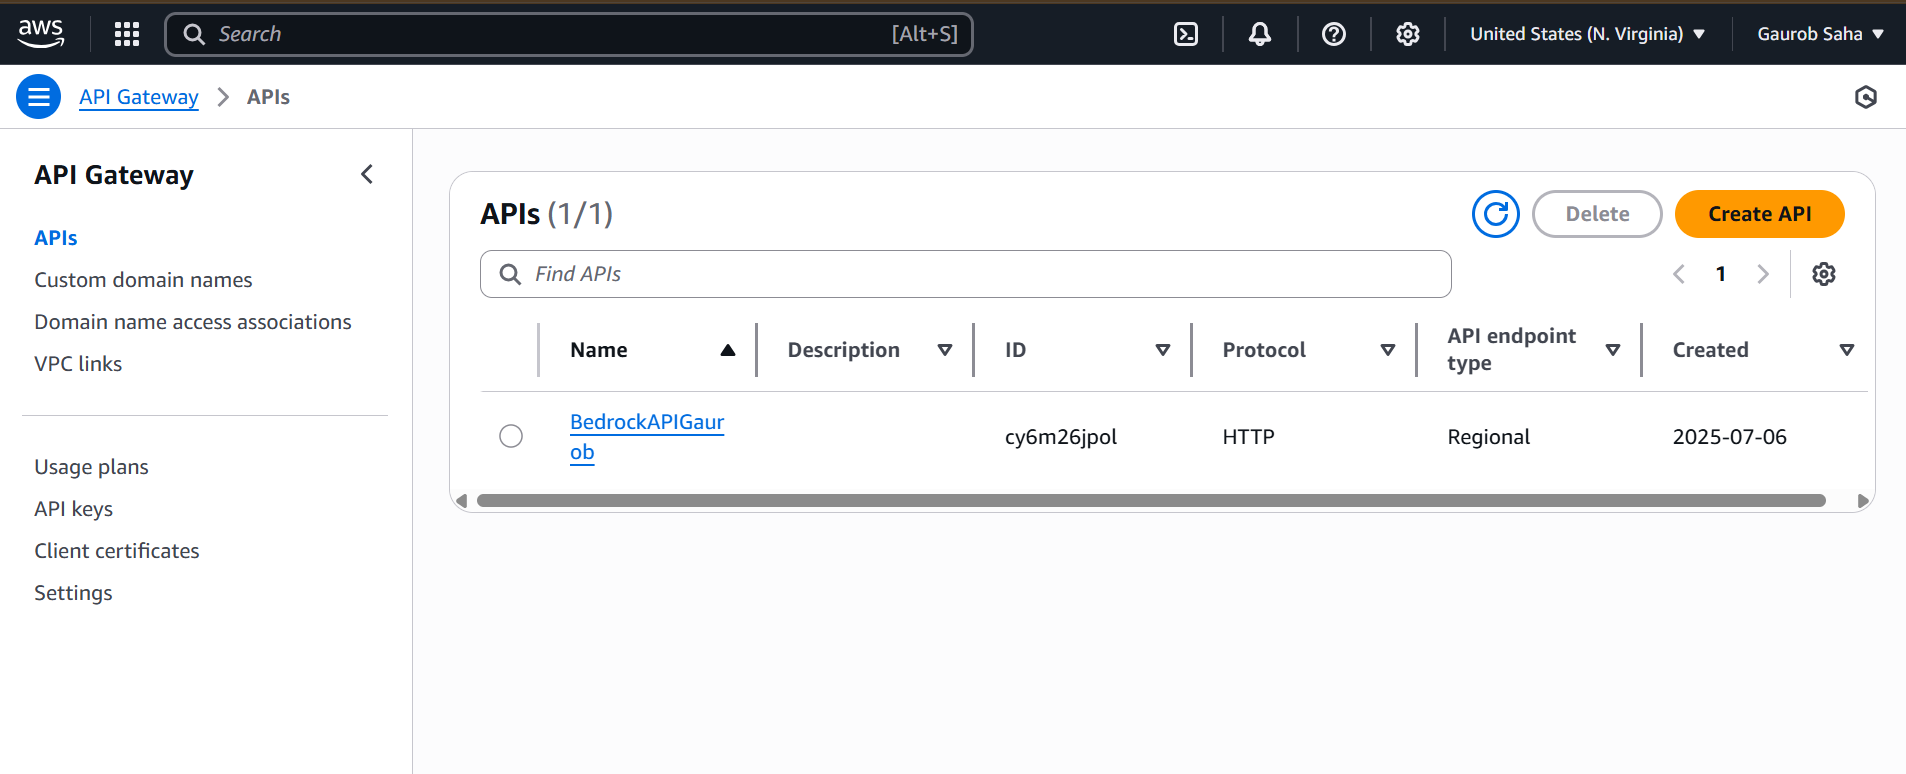 aws
Search [Alt+S]
United States (N. Virginia)
Gaurob Saha
API Gateway
APIs
API Gateway
APIs
Custom domain names
Domain name access associations
VPC links
Usage plans
API keys
Client certificates
Settings
APIs (1/1)
Delete
Create API
Find APIs
1
Name
Description
ID
Protocol
API endpoint
type
Created
BedrockAPIGaur
ob
cy6m26jpol
HTTP
Regional
2025-07-06